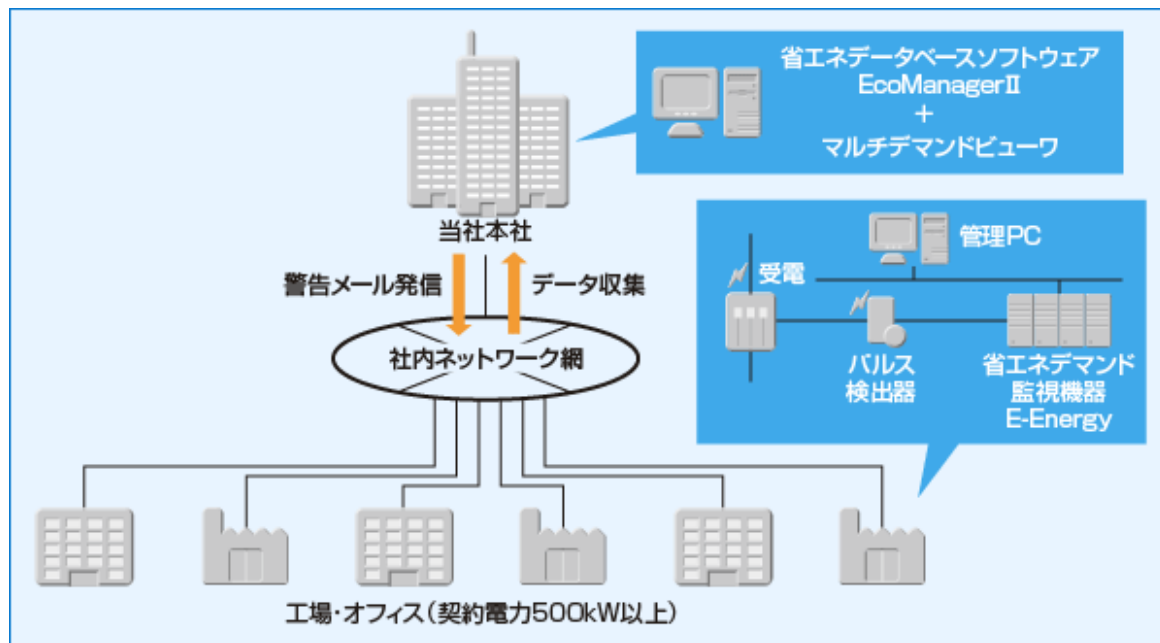 省エネデータベースソフトウェア
EcoManagerⅡ
+
マルチデマンドビューワ
当社本社
警告メール発信
データ収集
社内ネットワーク網
管理PC
受電
パルス
検出器
省エネデマンド
監視機器
E-Energy
工場・オフィス（契約電力500kW以上）